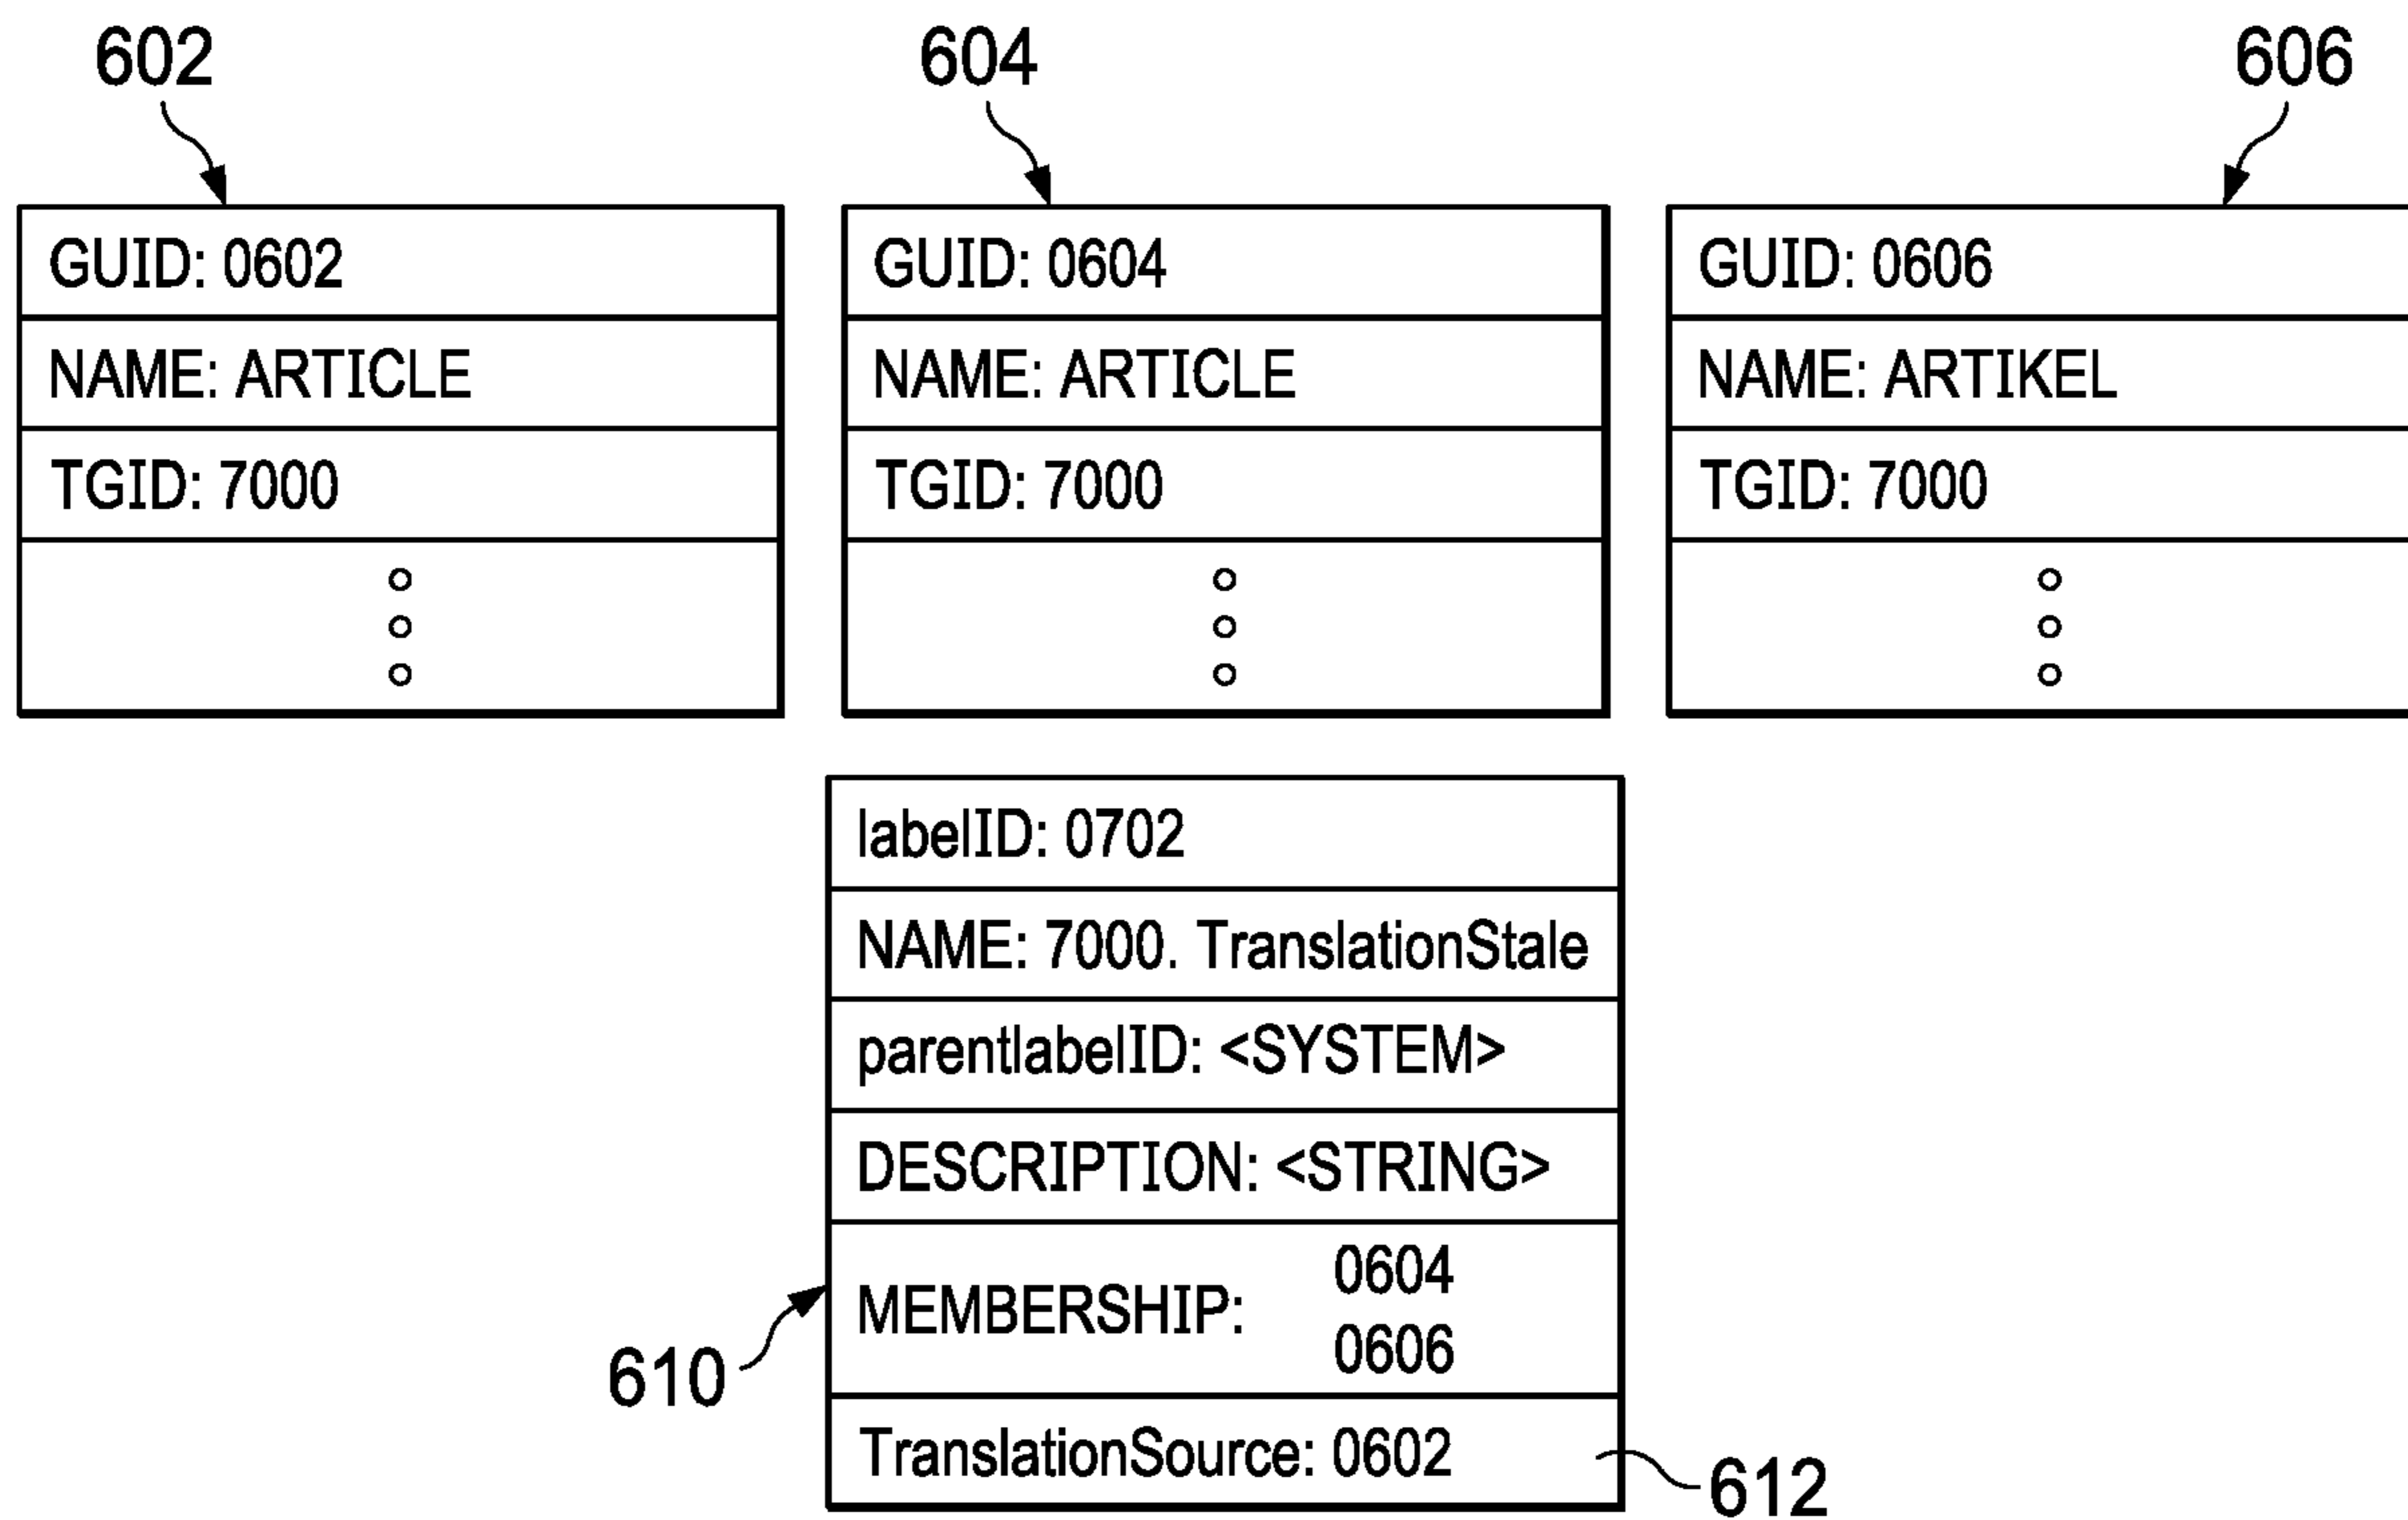 602
604
606
GUID: 0602
NAME: ARTICLE
TGID: 7000
GUID: 0604
NAME: ARTICLE
TGID: 7000
GUID: 0606
NAME: ARTIKEL
TGID: 7000
labelID: 0702
NAME: 7000. TranslationStale
parentlabelID: <SYSTEM>
DESCRIPTION: <STRING>
MEMBERSHIP: 0604
0606
TranslationSource: 0602
610
612